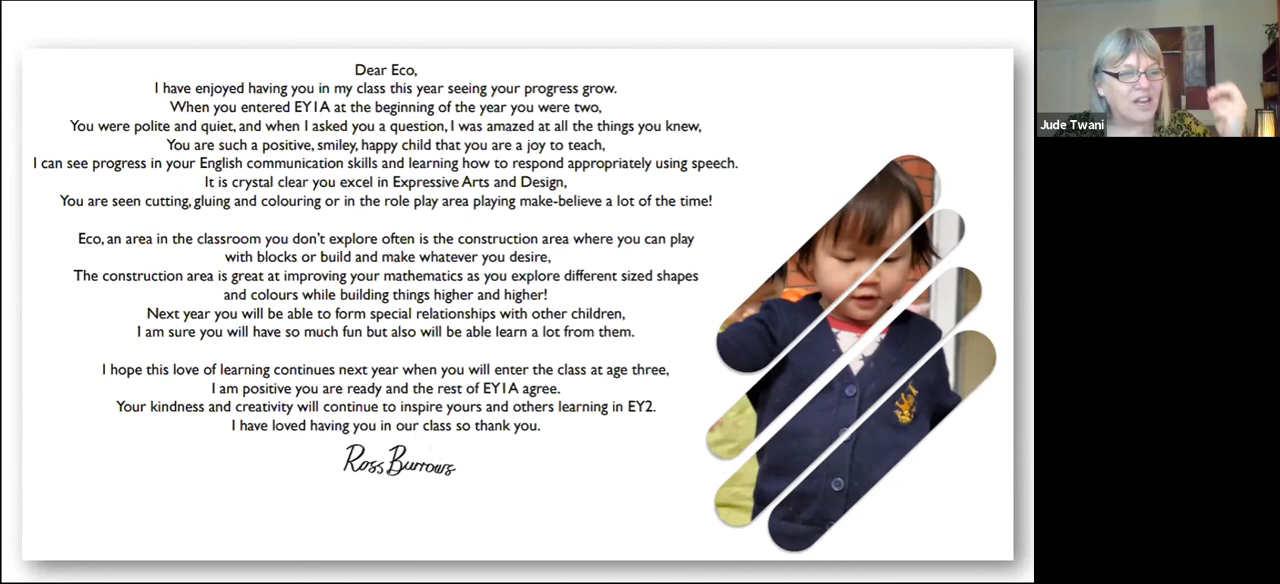 Dear Eco,
I have enjoyed having you in my class this year seeing your progress grow.
When you entered EY1A at the beginning of the year you were two,
You were polite and quiet, and when I asked you a question, I was amazed at all the things you knew,
You are such a positive, smiley, happy child that you are a joy to teach,
I can see progress in your English communication skills and learning how to respond appropriately using speech.
It is crystal clear you excel in Expressive Arts and Design,
You are seen cutting, gluing and colouring or in the role play area playing make-believe a lot of the time!
Eco, an area in the classroom you don't explore often is the construction area where you can play
with blocks or build and make whatever you desire,
The construction area is great at improving your mathematics as you explore different sized shapes
and colours while building things higher and higher!
Next year you will be able to form special relationships with other children,
I am sure you will have so much fun but also will be able learn a lot from them.
I hope this love of learning continues next year when you will enter the class at age three,
I am positive you are ready and the rest of EY1A agree.
Your kindness and creativity will continue to inspire yours and others learning in EY2.
I have loved having you in our class so thank you.
Ross Burrows
Jude Twani